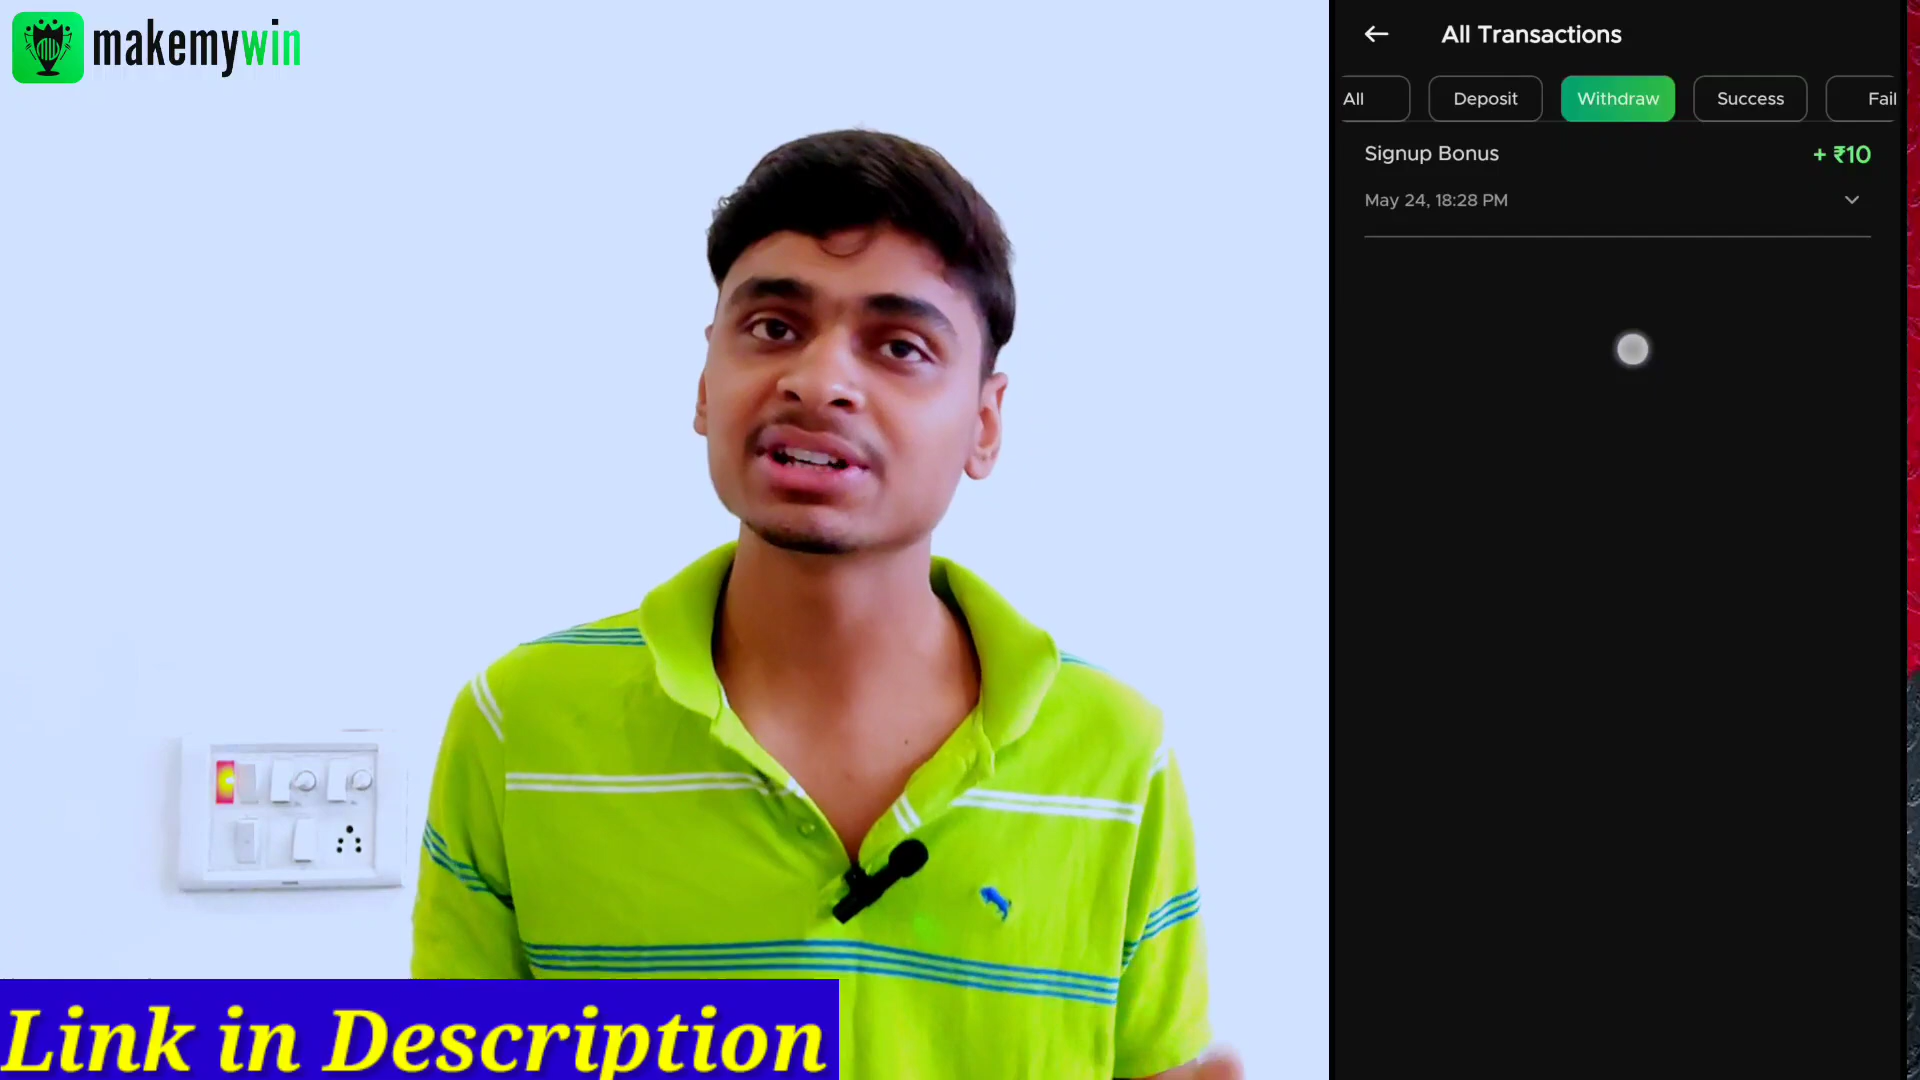 makemywin
All Transactions
All
Deposit
Withdraw
Success
Fail
Signup Bonus
+ ₹10
May 24, 18:28 PM
Link in Description